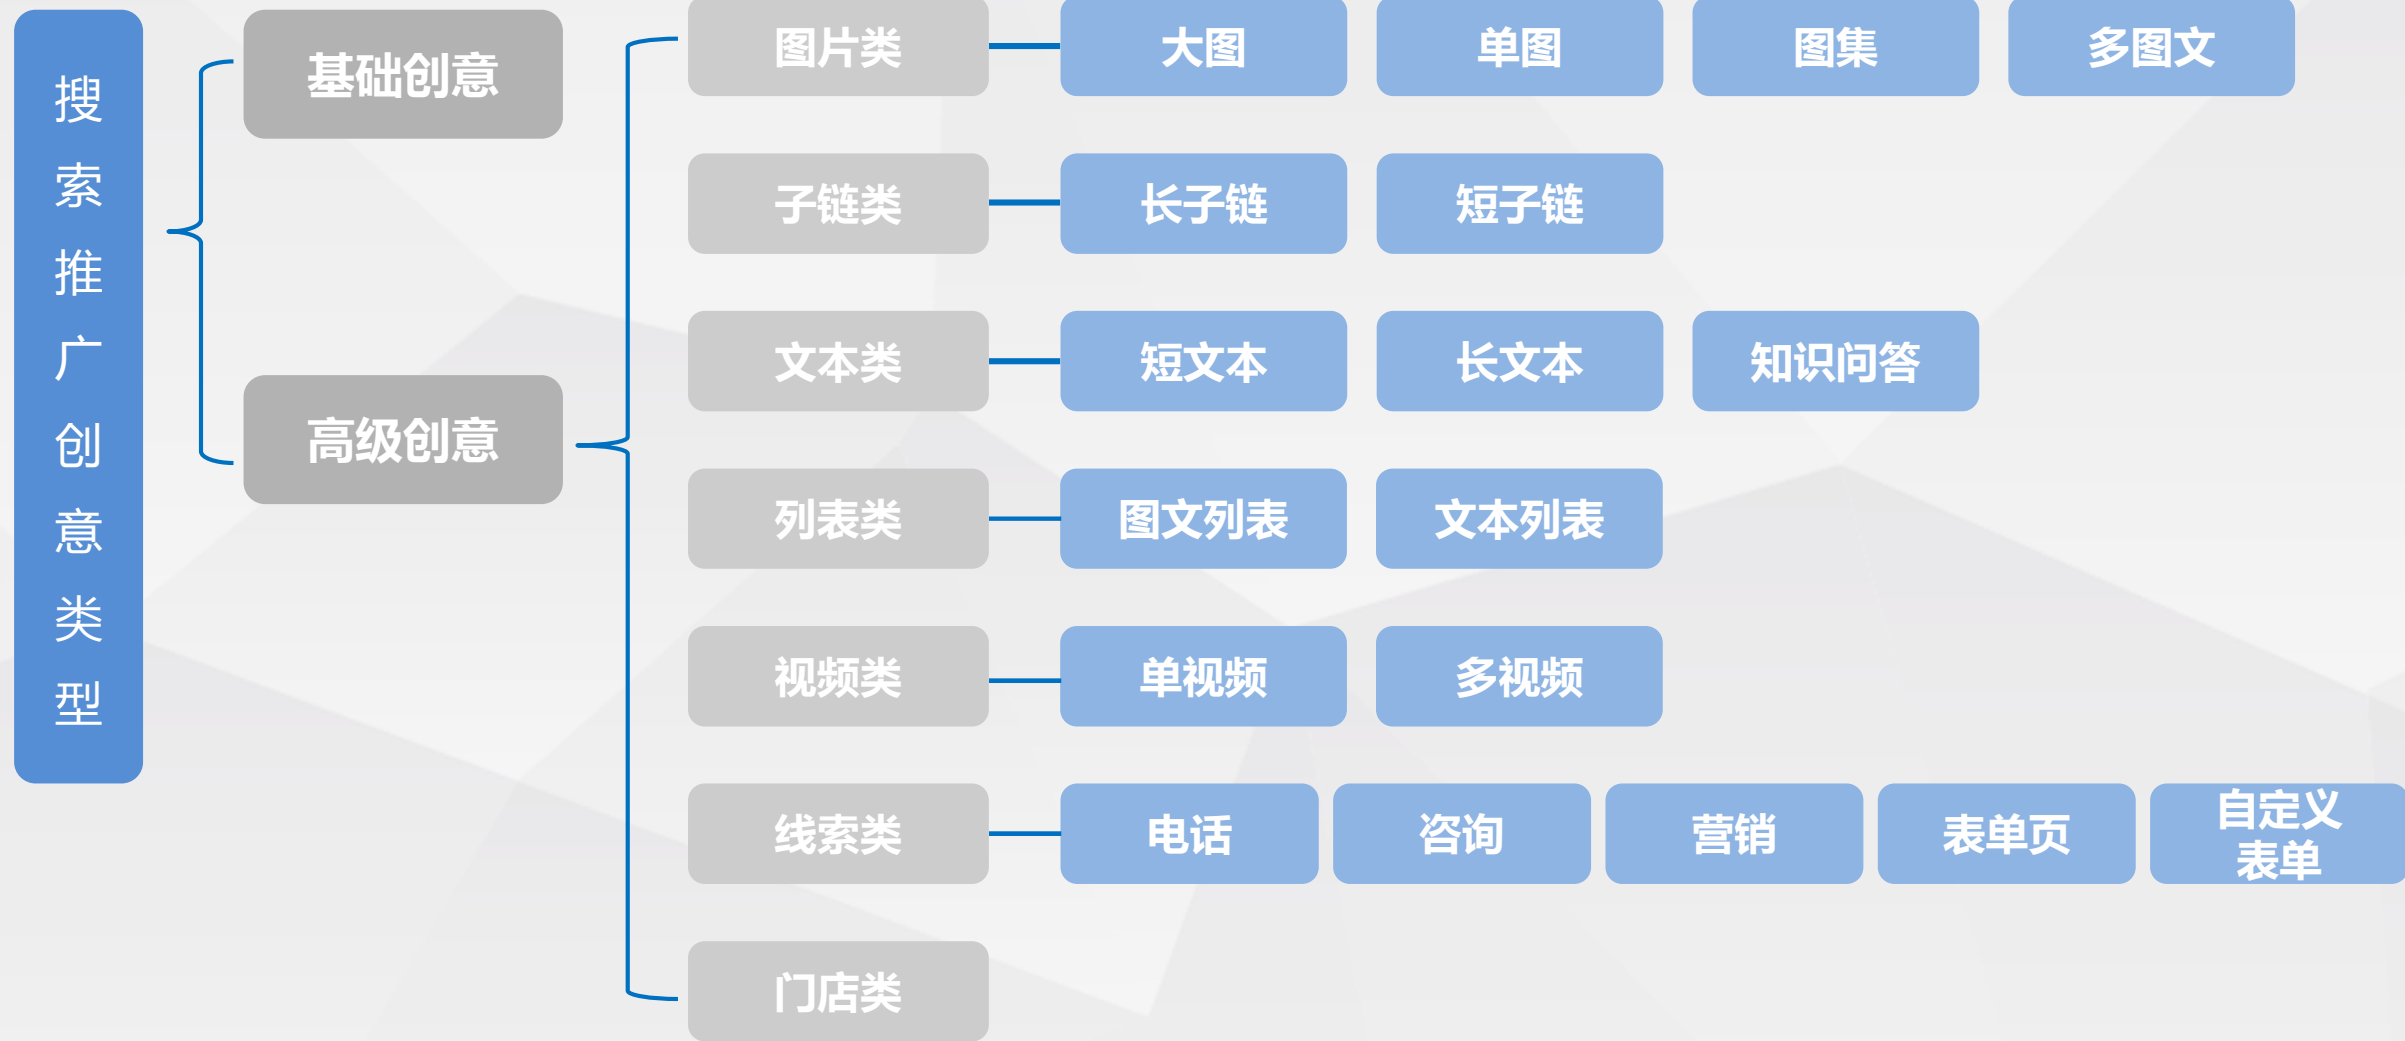 搜索推广创意类型
基础创意
高级创意
图片类
大图
单图
图集
多图文
子链类
长子链
短子链
文本类
短文本
长文本
知识问答
列表类
图文列表
文本列表
视频类
单视频
多视频
线索类
电话
咨询
营销
表单页
自定义
表单
门店类